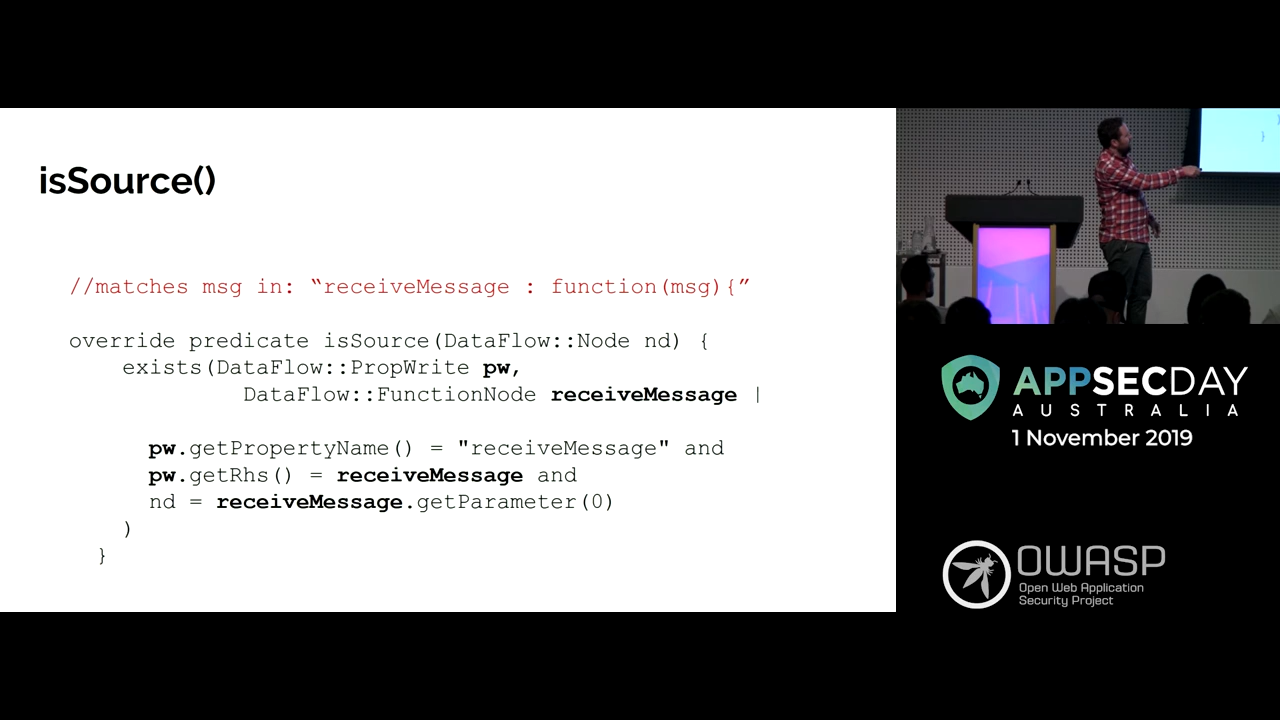 isSource()
//matches msg in: “receiveMessage : function(msg){”
override predicate isSource(DataFlow::Node nd) {
exists(DataFlow::PropWrite pw,
DataFlow::FunctionNode receiveMessage |
pw.getPropertyName() = "receiveMessage" and
pw.getRhs() = receiveMessage and
nd = receiveMessage.getParameter(0)
)
}
}
APPSECDAY
AUSTRALIA
1 November 2019
OWASP
Open Web Application
Security Project